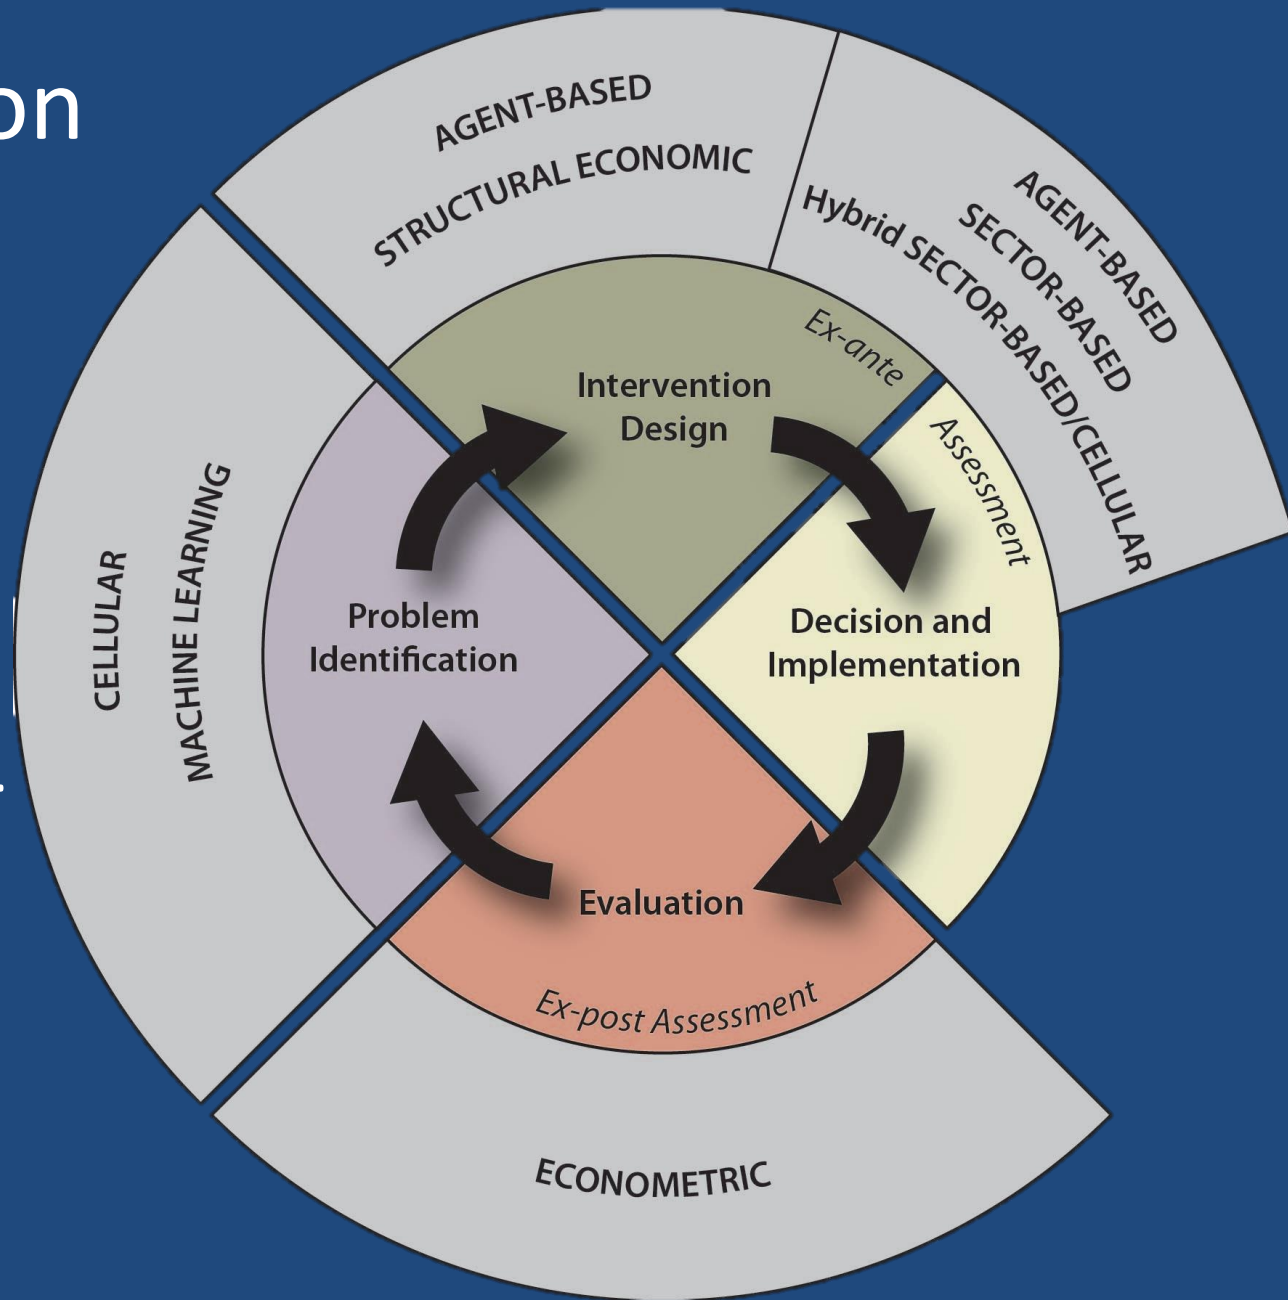 on
AGENT-BASED
STRUCTURAL ECONOMIC
AGENT-BASED
SECTOR-BASED
Hybrid SECTOR-BASED/CELLULAR
Ex-ante
Assessment
Intervention
Design
CELLULAR
MACHINE LEARNING
Problem
Identification
Decision and
Implementation
Evaluation
Ex-post Assessment
ECONOMETRIC